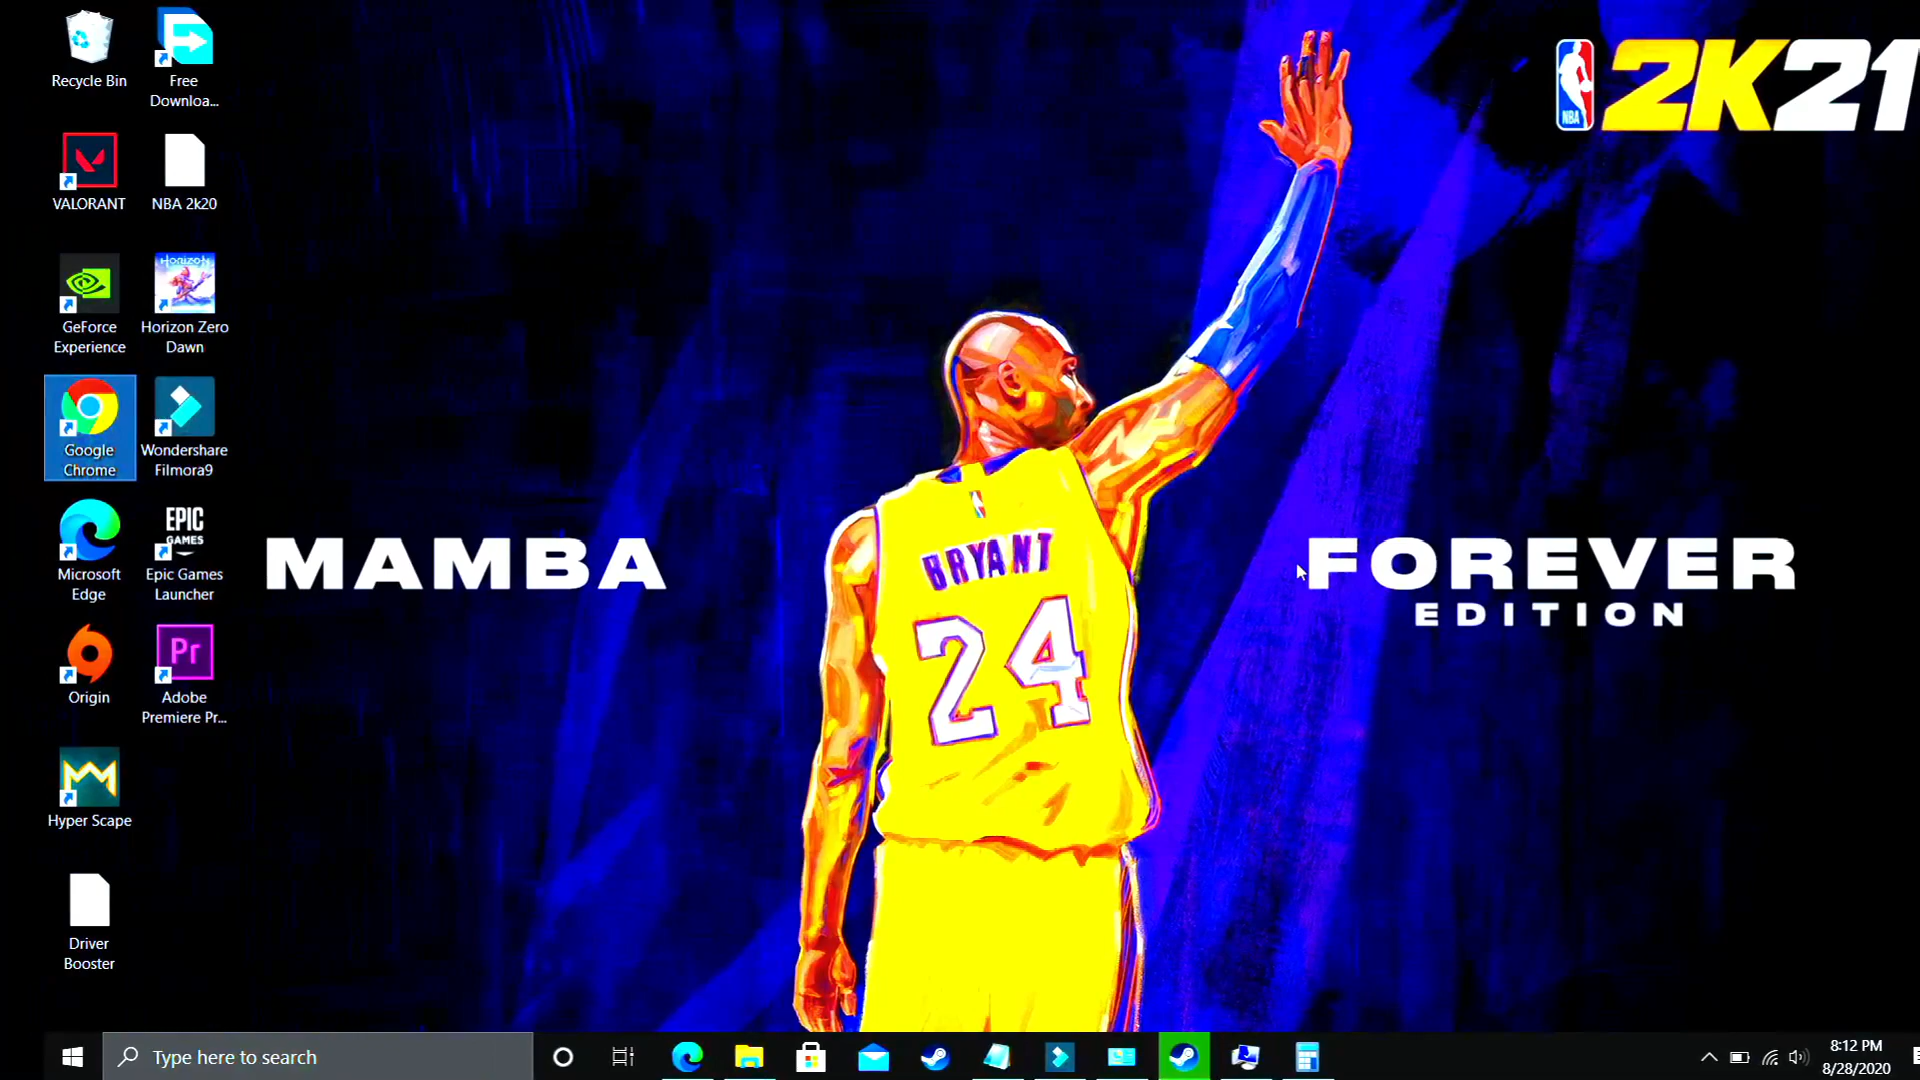 Recycle Bin
Free
Downloa...
VALORANT
NBA 2k20
GeForce
Experience
Horizon Zero
Dawn
Google
Chrome
Wondershare
Filmora9
Microsoft
Edge
EPIC
GAMES
Epic Games
Launcher
Origin
Pr
Adobe
Premiere Pr...
Hyper Scape
Driver
Booster
Horizon
NBA
2K21
MAMBA
FOREVER
EDITION
BRYANT
24
Type here to search
8:12 PM
8/28/2020